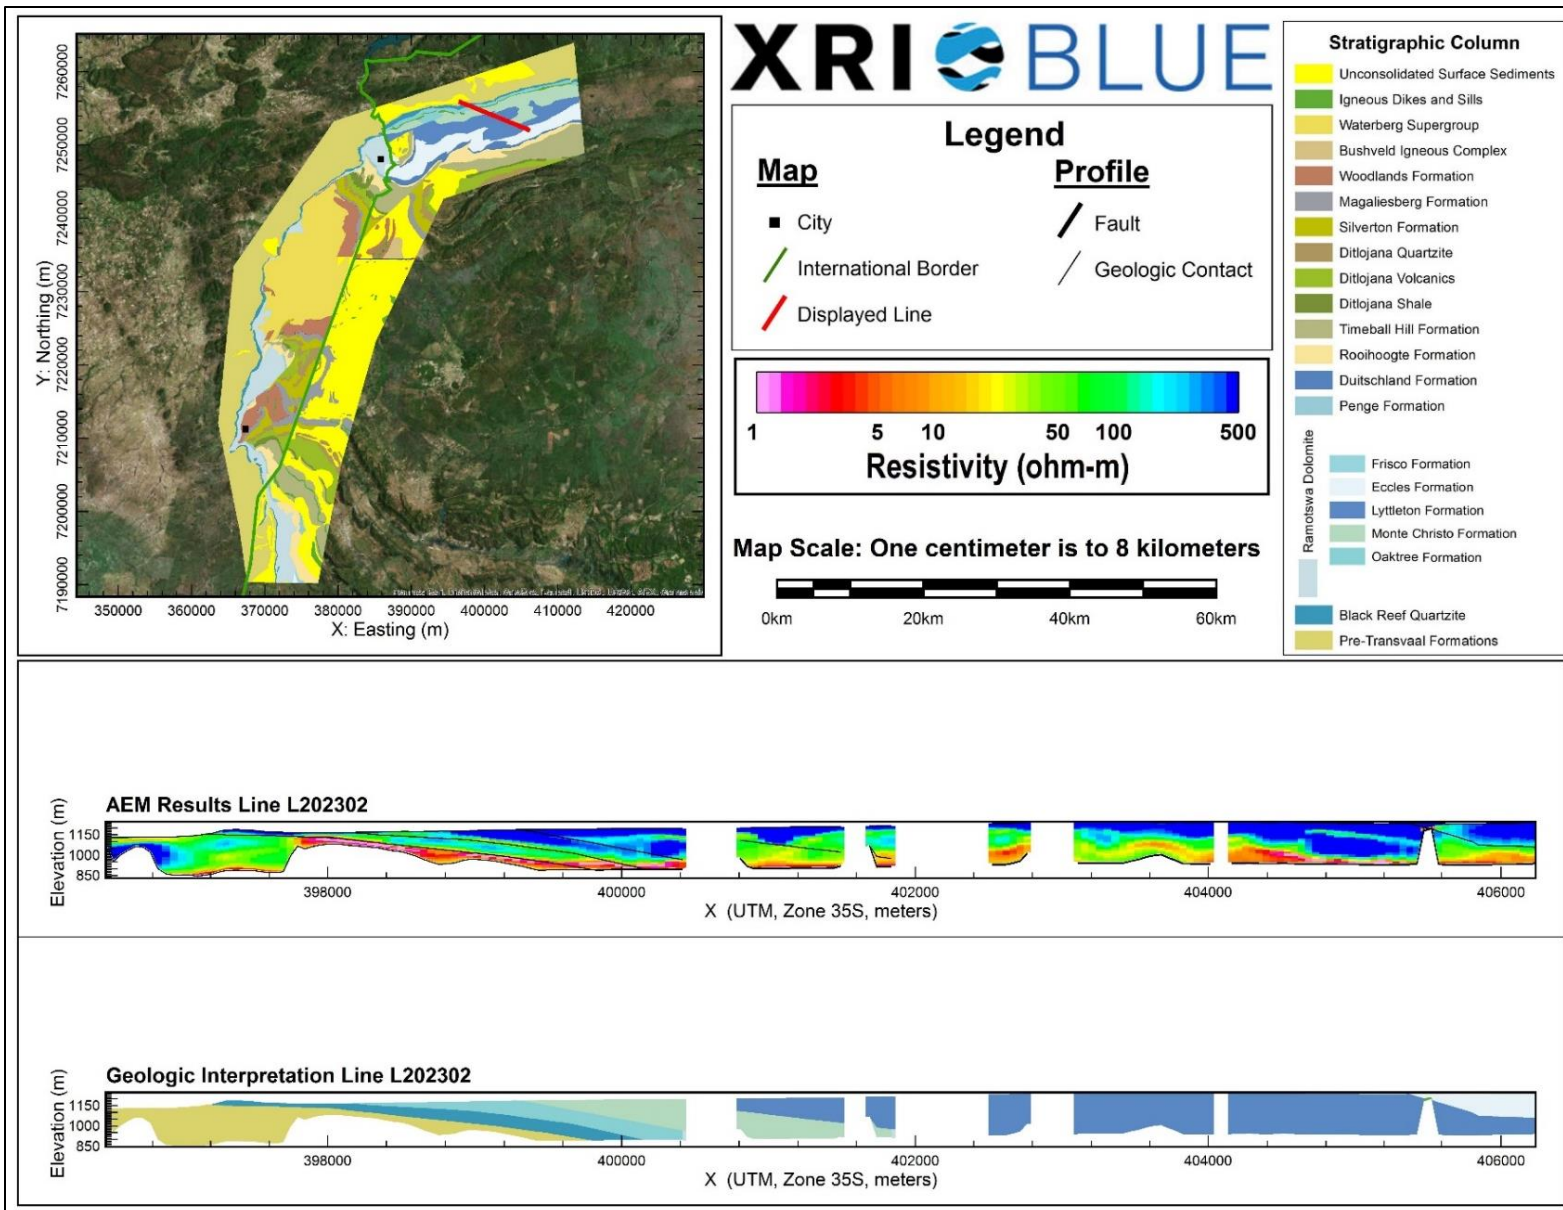 7260000
7250000
7240000
7230000
7220000
7210000
7200000
7190000
Y: Northing (m)
350000 360000 370000 380000 390000 400000 410000 420000
X: Easting (m)
XRI BLUE
Legend
Map
City
International Border
Displayed Line
Profile
Fault
Geologic Contact
1 5 10 50 100 500
Resistivity (ohm-m)
Map Scale: One centimeter is to 8 kilometers
0km 20km 40km 60km
Stratigraphic Column
Unconsolidated Surface Sediments
Igneous Dikes and Sills
Waterberg Supergroup
Bushveld Igneous Complex
Woodlands Formation
Magaliesberg Formation
Silverton Formation
Ditlojana Quartzite
Ditlojana Volcanics
Ditlojana Shale
Timeball Hill Formation
Rooihoogte Formation
Duitschland Formation
Penge Formation
Ramotswa Dolomite
Frisco Formation
Eccles Formation
Lyttleton Formation
Monte Christo Formation
Oaktree Formation
Black Reef Quartzite
Pre-Transvaal Formations
AEM Results Line L202302
Elevation (m)
1150
1000
850
398000 400000 402000 404000 406000
X (UTM, Zone 35S, meters)
Geologic Interpretation Line L202302
Elevation (m)
1150
1000
850
398000 400000 402000 404000 406000
X (UTM, Zone 35S, meters)